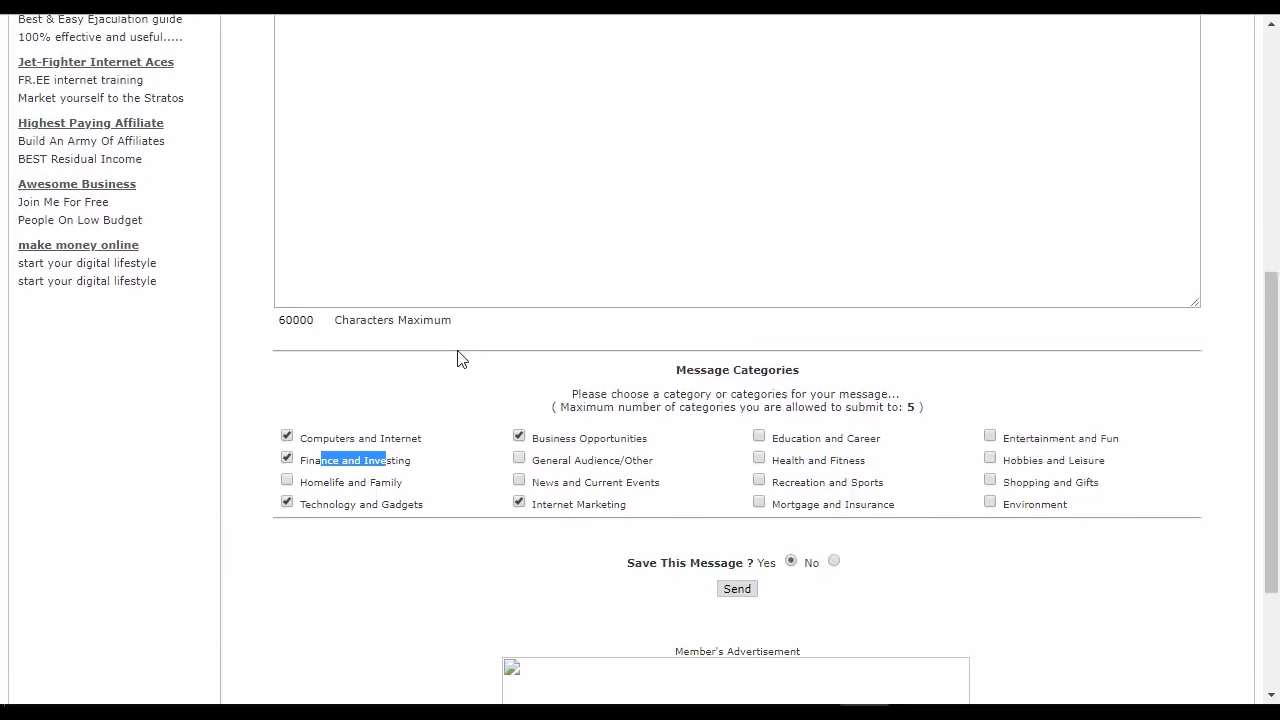 Best & Easy Ejaculation guide
100% effective and useful.....
Jet-Fighter Internet Aces
FR.EE internet training
Market yourself to the Stratos
Highest Paying Affiliate
Build An Army Of Affiliates
BEST Residual Income
Awesome Business
Join Me For Free
People On Low Budget
make money online
start your digital lifestyle
start your digital lifestyle
60000 Characters Maximum
Message Categories
Please choose a category or categories for your message...
( Maximum number of categories you are allowed to submit to: 5 )
Computers and Internet Business Opportunities Education and Career Entertainment and Fun
Finance and Investing General Audience/Other Health and Fitness Hobbies and Leisure
Homelife and Family News and Current Events Recreation and Sports Shopping and Gifts
Technology and Gadgets Internet Marketing Mortgage and Insurance Environment
Save This Message ? Yes No
Send
Member's Advertisement